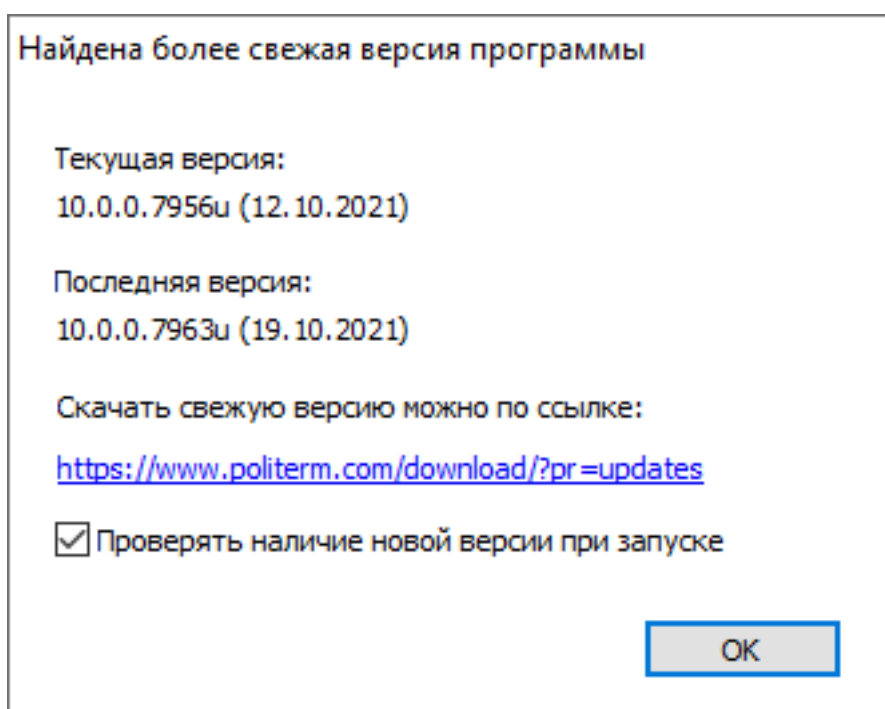 Найдена более свежая версия программы
Текущая версия:
10.0.0.7956u (12.10.2021)
Последняя версия:
10.0.0.7963u (19.10.2021)
Скачать свежую версию можно по ссылке:
https://www.politerm.com/download/?pr=updates
Проверять наличие новой версии при запуске
ОК